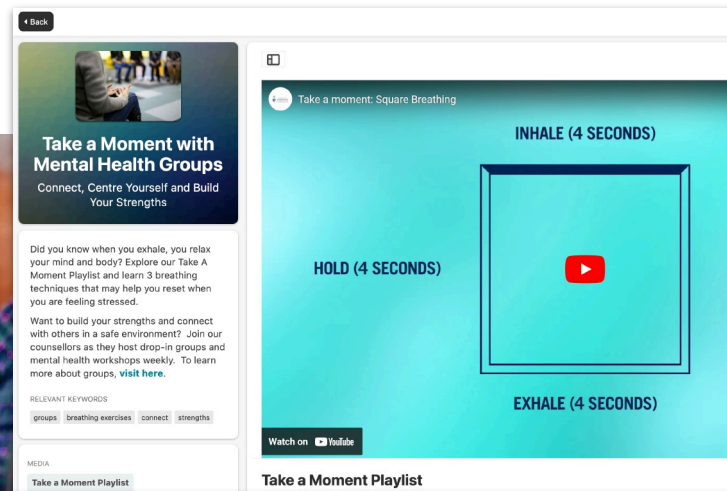 Back
Take a Moment with
Mental Health Groups
Connect, Centre Yourself and Build
Your Strengths
Did you know when you exhale, you relax
your mind and body? Explore our Take A
Moment Playlist and learn 3 breathing
techniques that may help you reset when
you are feeling stressed.
Want to build your strengths and connect
with others in a safe environment? Join our
counsellors as they host drop-in groups and
mental health workshops weekly. To learn
more about groups, visit here.
RELEVANT KEYWORDS
groups breathing exercises connect strengths
MEDIA
Take a Moment Playlist
Take a moment: Square Breathing
INHALE (4 SECONDS)
HOLD (4 SECONDS)
EXHALE (4 SECONDS)
Watch on YouTube
Take a Moment Playlist